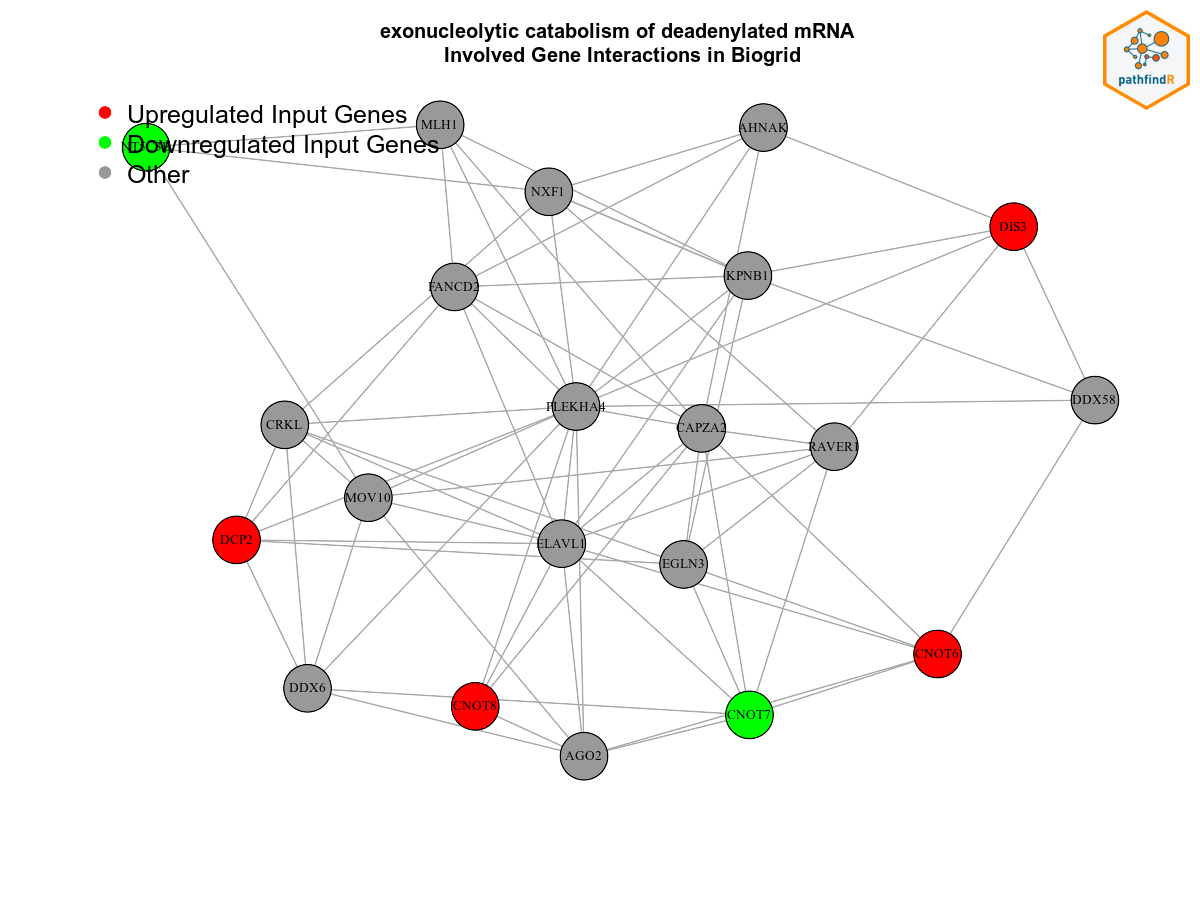 exonucleolytic catabolism of deadenylated mRNA
Involved Gene Interactions in Biogrid
pathfindR
Upregulated Input Genes
Downregulated Input Genes
Other
MLH1
AHNAK
NXF1
DIS3
KPNB1
FANCD2
DDX58
PLEKHA4
CRKL
CAPZA2
RAVER1
MOV10
DCP2
ELAVL1
EGLN3
CNOT6
DDX6
CNOT8
CNOT7
AGO2